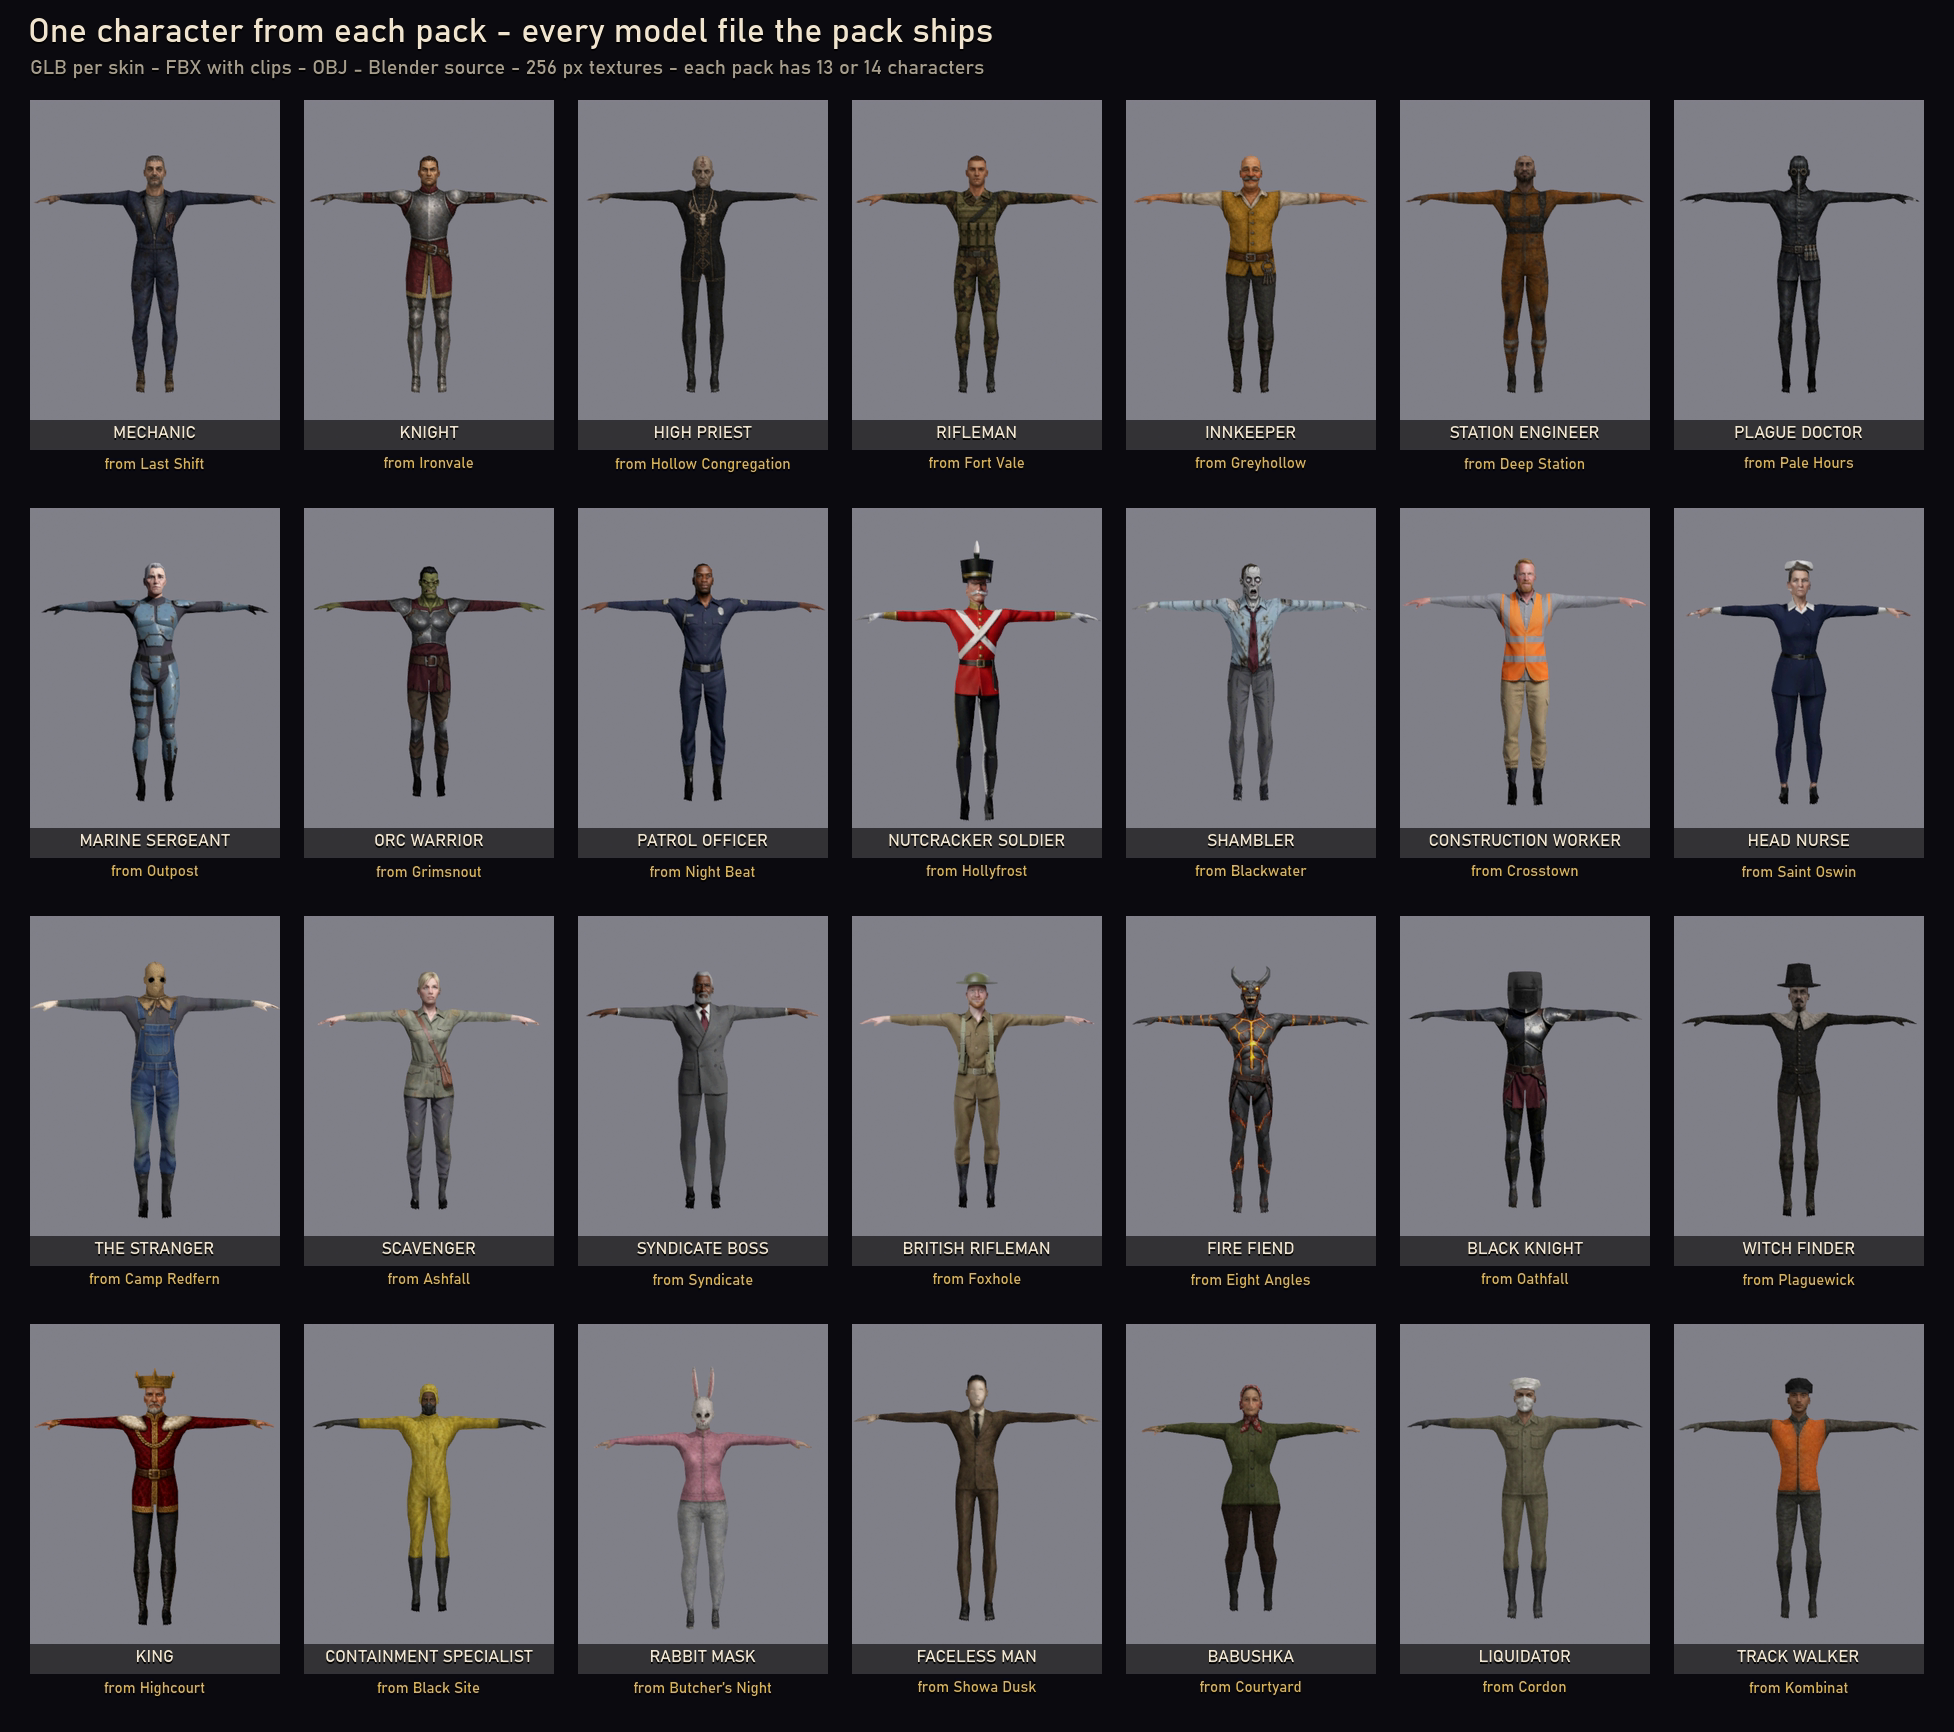 One character from each pack - every model file the pack ships
GLB per skin - FBX with clips - OBJ - Blender source - 256 px textures - each pack has 13 or 14 characters
MECHANIC
from Last Shift
KNIGHT
from Ironvale
HIGH PRIEST
from Hollow Congregation
RIFLEMAN
from Fort Vale
INNKEEPER
from Greyhollow
STATION ENGINEER
from Deep Station
PLAGUE DOCTOR
from Pale Hours
MARINE SERGEANT
from Outpost
ORC WARRIOR
from Grimsnout
PATROL OFFICER
from Night Beat
NUTCRACKER SOLDIER
from Hollyfrost
SHAMBLER
from Blackwater
CONSTRUCTION WORKER
from Crosstown
HEAD NURSE
from Saint Oswin
THE STRANGER
from Camp Redfern
SCAVENGER
from Ashfall
SYNDICATE BOSS
from Syndicate
BRITISH RIFLEMAN
from Foxhole
FIRE FIEND
from Eight Angles
BLACK KNIGHT
from Oathfall
WITCH FINDER
from Plaguewick
KING
from Highcourt
CONTAINMENT SPECIALIST
from Black Site
RABBIT MASK
from Butcher's Night
FACELESS MAN
from Showa Dusk
BABUSHKA
from Courtyard
LIQUIDATOR
from Cordon
TRACK WALKER
from Kombinat